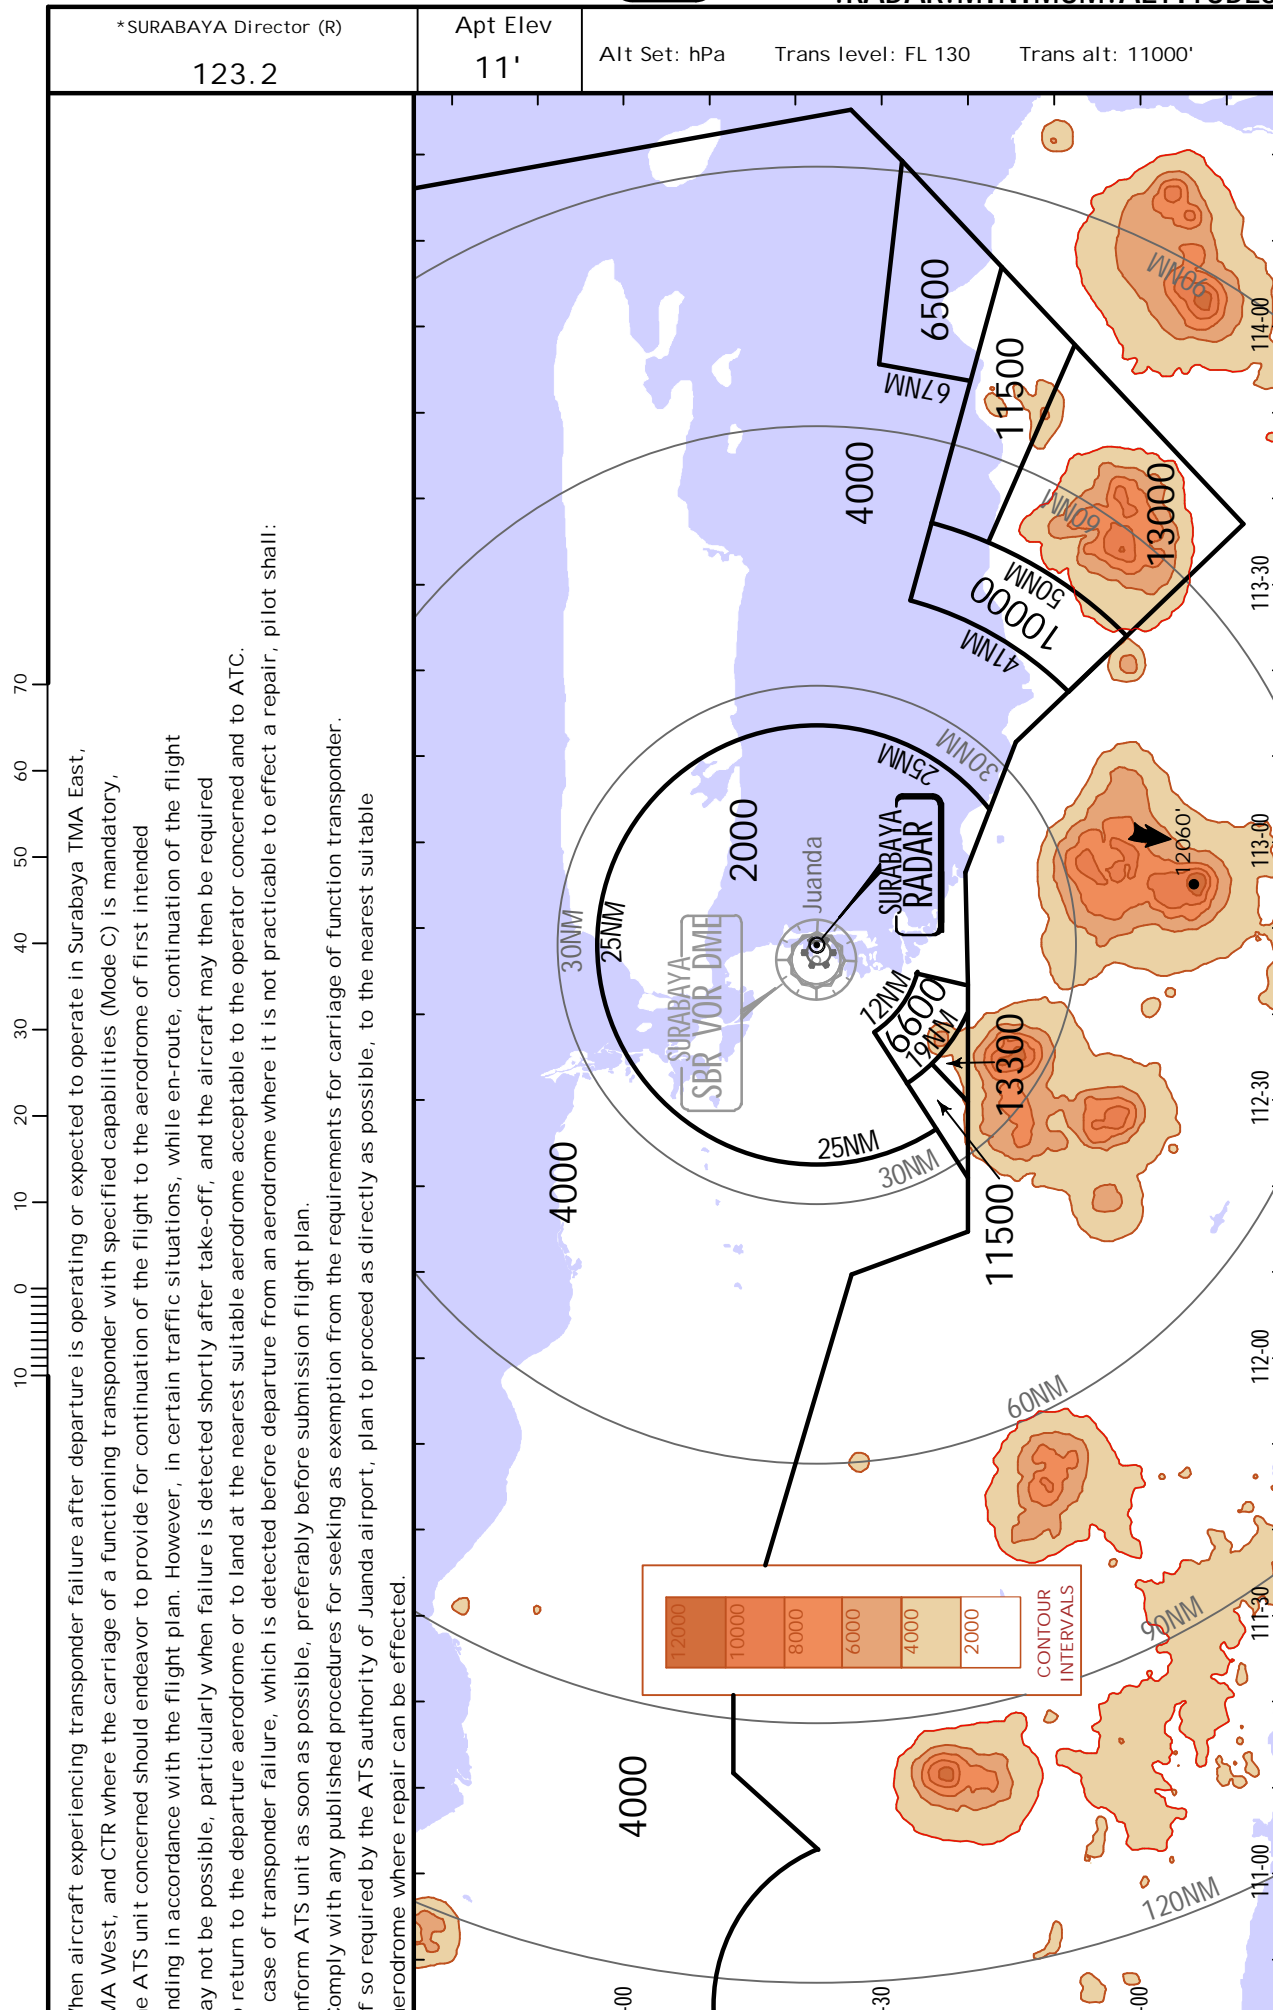 *SURABAYA Director (R)
123.2
Apt Elev
11'
Alt Set: hPa
Trans level: FL 130
Trans alt: 11000'
70
60
50
40
30
20
10
0
10
hen aircraft experiencing transponder failure after departure is operating or expected to operate in Surabaya TMA East,
MA West, and CTR where the carriage of a functioning transponder with specified capabilities (Mode C) is mandatory,
e ATS unit concerned should endeavor to provide for continuation of the flight to the aerodrome of first intended
nding in accordance with the flight plan. However, in certain traffic situations, while en-route, continuation of the flight
ay not be possible, particularly when failure is detected shortly after take-off, and the aircraft may then be required
o return to the departure aerodrome or to land at the nearest suitable aerodrome acceptable to the operator concerned and to ATC.
case of transponder failure, which is detected before departure from an aerodrome where it is not practicable to effect a repair, pilot shall:
nform ATS unit as soon as possible, preferably before submission flight plan.
omply with any published procedures for seeking as exemption from the requirements for carriage of function transponder.
f so required by the ATS authority of Juanda airport, plan to proceed as directly as possible, to the nearest suitable
aerodrome where repair can be effected.
90NM
114-00
6500
67NM
11500
4000
60NM
13000
50NM
10000
41NM
113-30
30NM
25NM
25NM
30NM
2000
Juanda
SURABAYA
RADAR
SURABAYA
SBR VOR DME
12060'
113-00
12NM
6600
19NM
13300
112-30
25NM
30NM
4000
11500
112-00
60NM
12000
10000
8000
6000
4000
2000
CONTOUR
INTERVALS
90NM
111-30
4000
111-00
120NM
-00
-30
-00